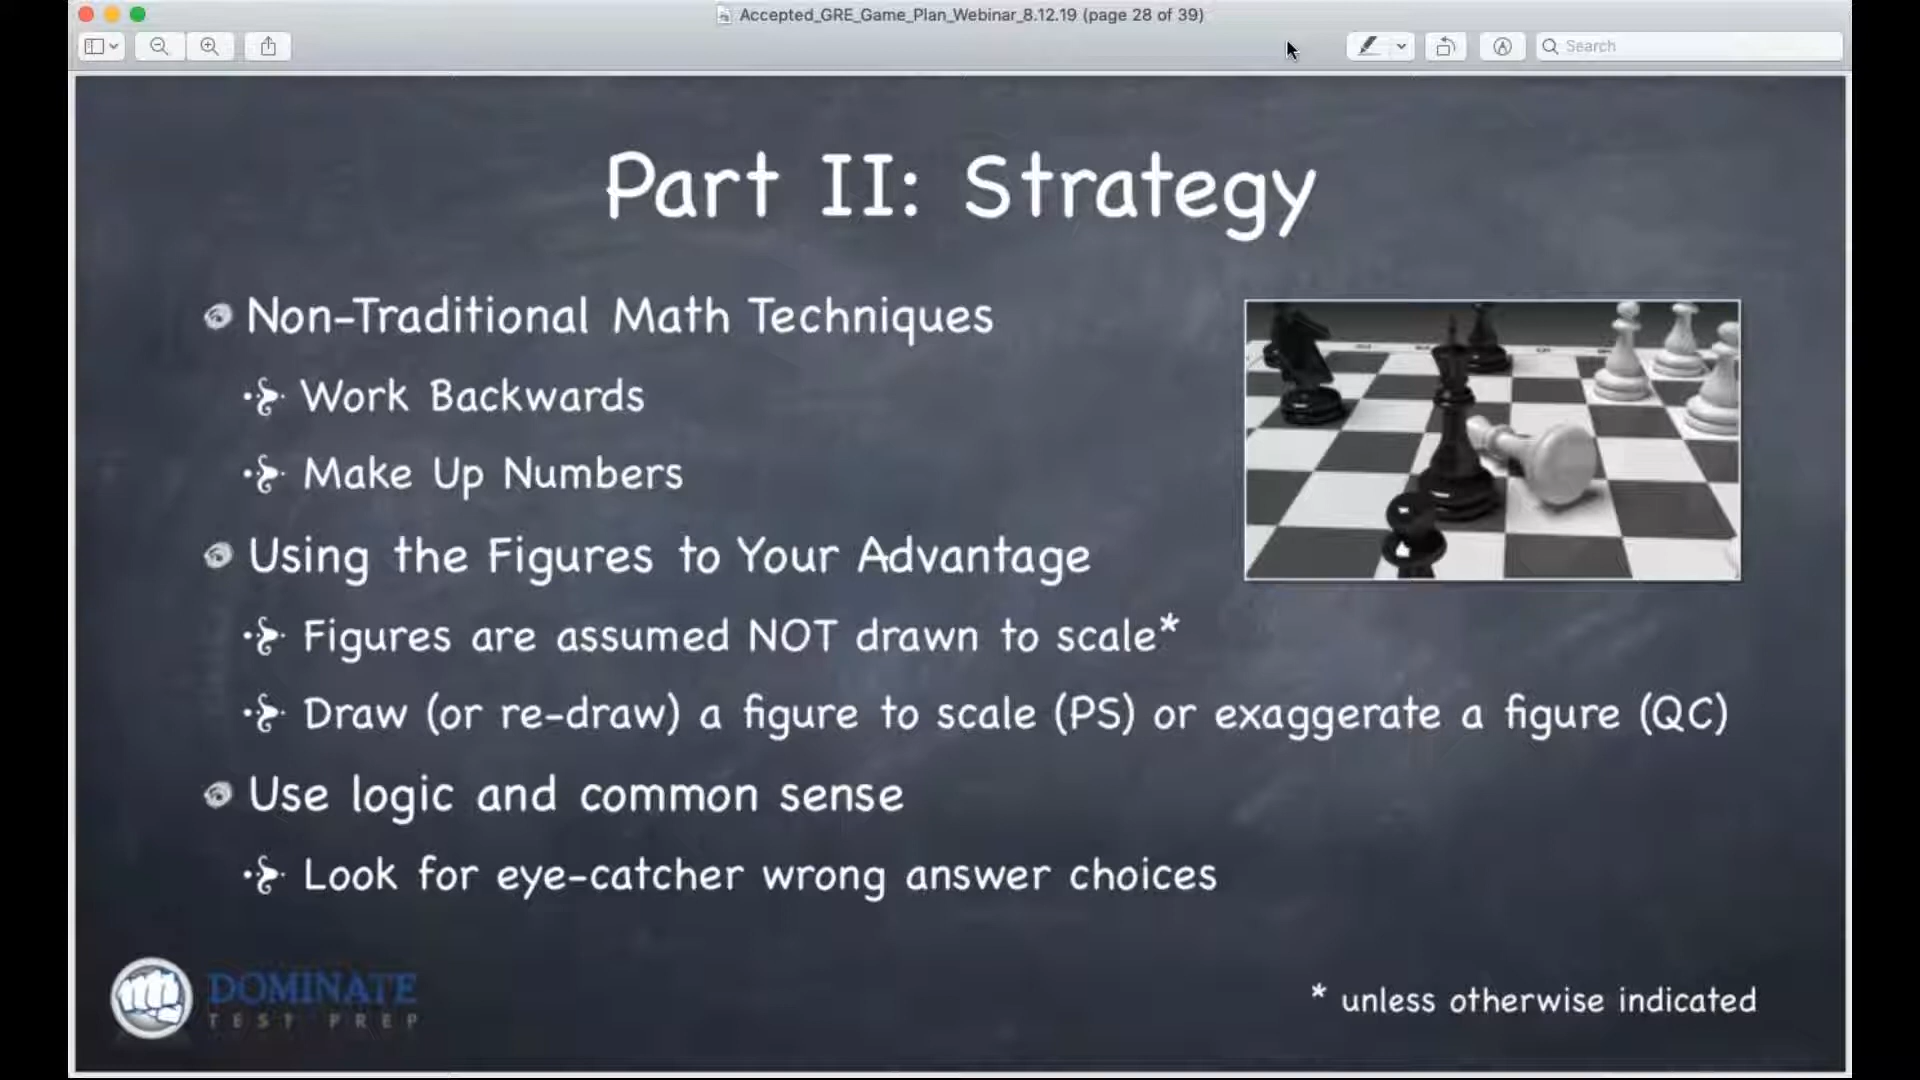 Accepted_GRE_Game_Plan_Webinar_8.12.19 (page 28 of 39)
Search
Part II: Strategy
Non-Traditional Math Techniques
Work Backwards
Make Up Numbers
Using the Figures to Your Advantage
Figures are assumed NOT drawn to scale*
Draw (or re-draw) a figure to scale (PS) or exaggerate a figure (QC)
Use logic and common sense
Look for eye-catcher wrong answer choices
DOMINATE
TEST PREP
* unless otherwise indicated